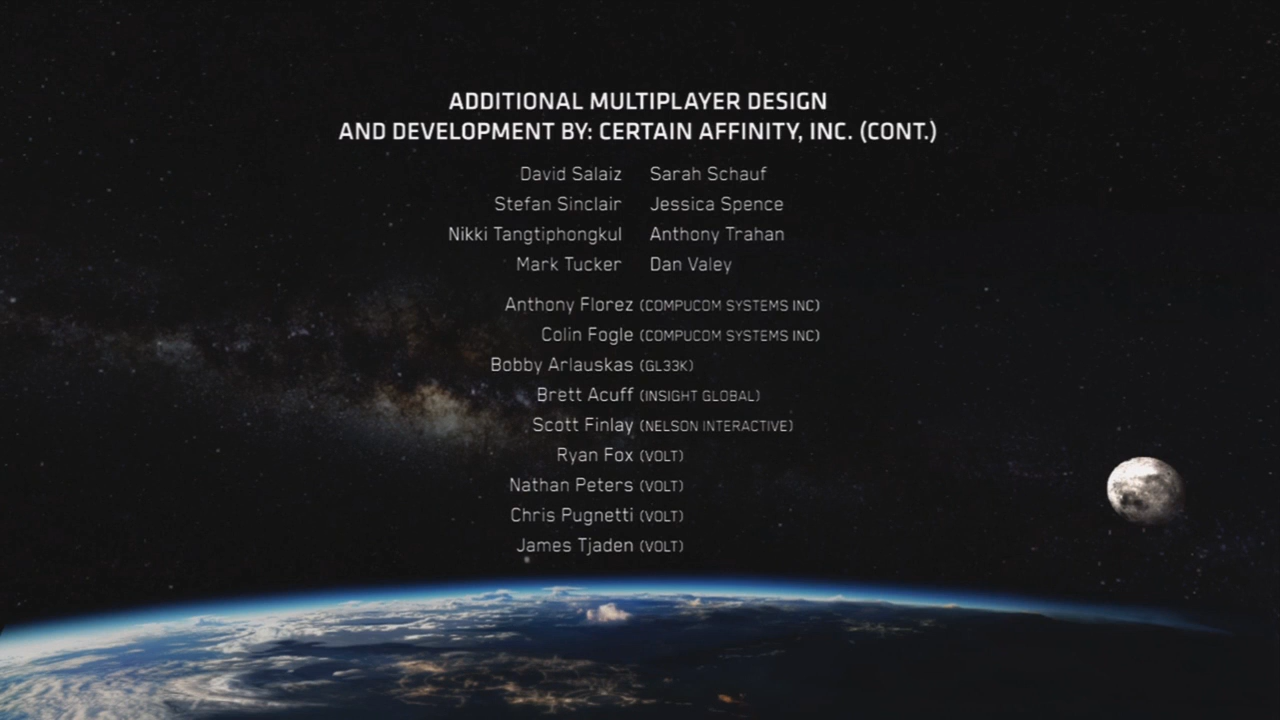 ADDITIONAL MULTIPLAYER DESIGN
AND DEVELOPMENT BY: CERTAIN AFFINITY, INC. (CONT.)
David Salaiz Sarah Schauf
Stefan Sinclair Jessica Spence
Nikki Tangtiphongkul Anthony Trahan
Mark Tucker Dan Valey
Anthony Florez (COMPUCOM SYSTEMS INC)
Colin Fogle (COMPUCOM SYSTEMS INC)
Bobby Arlauskas (GL33K)
Brett Acuff (INSIGHT GLOBAL)
Scott Finlay (NELSON INTERACTIVE)
Ryan Fox (VOLT)
Nathan Peters (VOLT)
Chris Pugnetti (VOLT)
James Tjaden (VOLT)